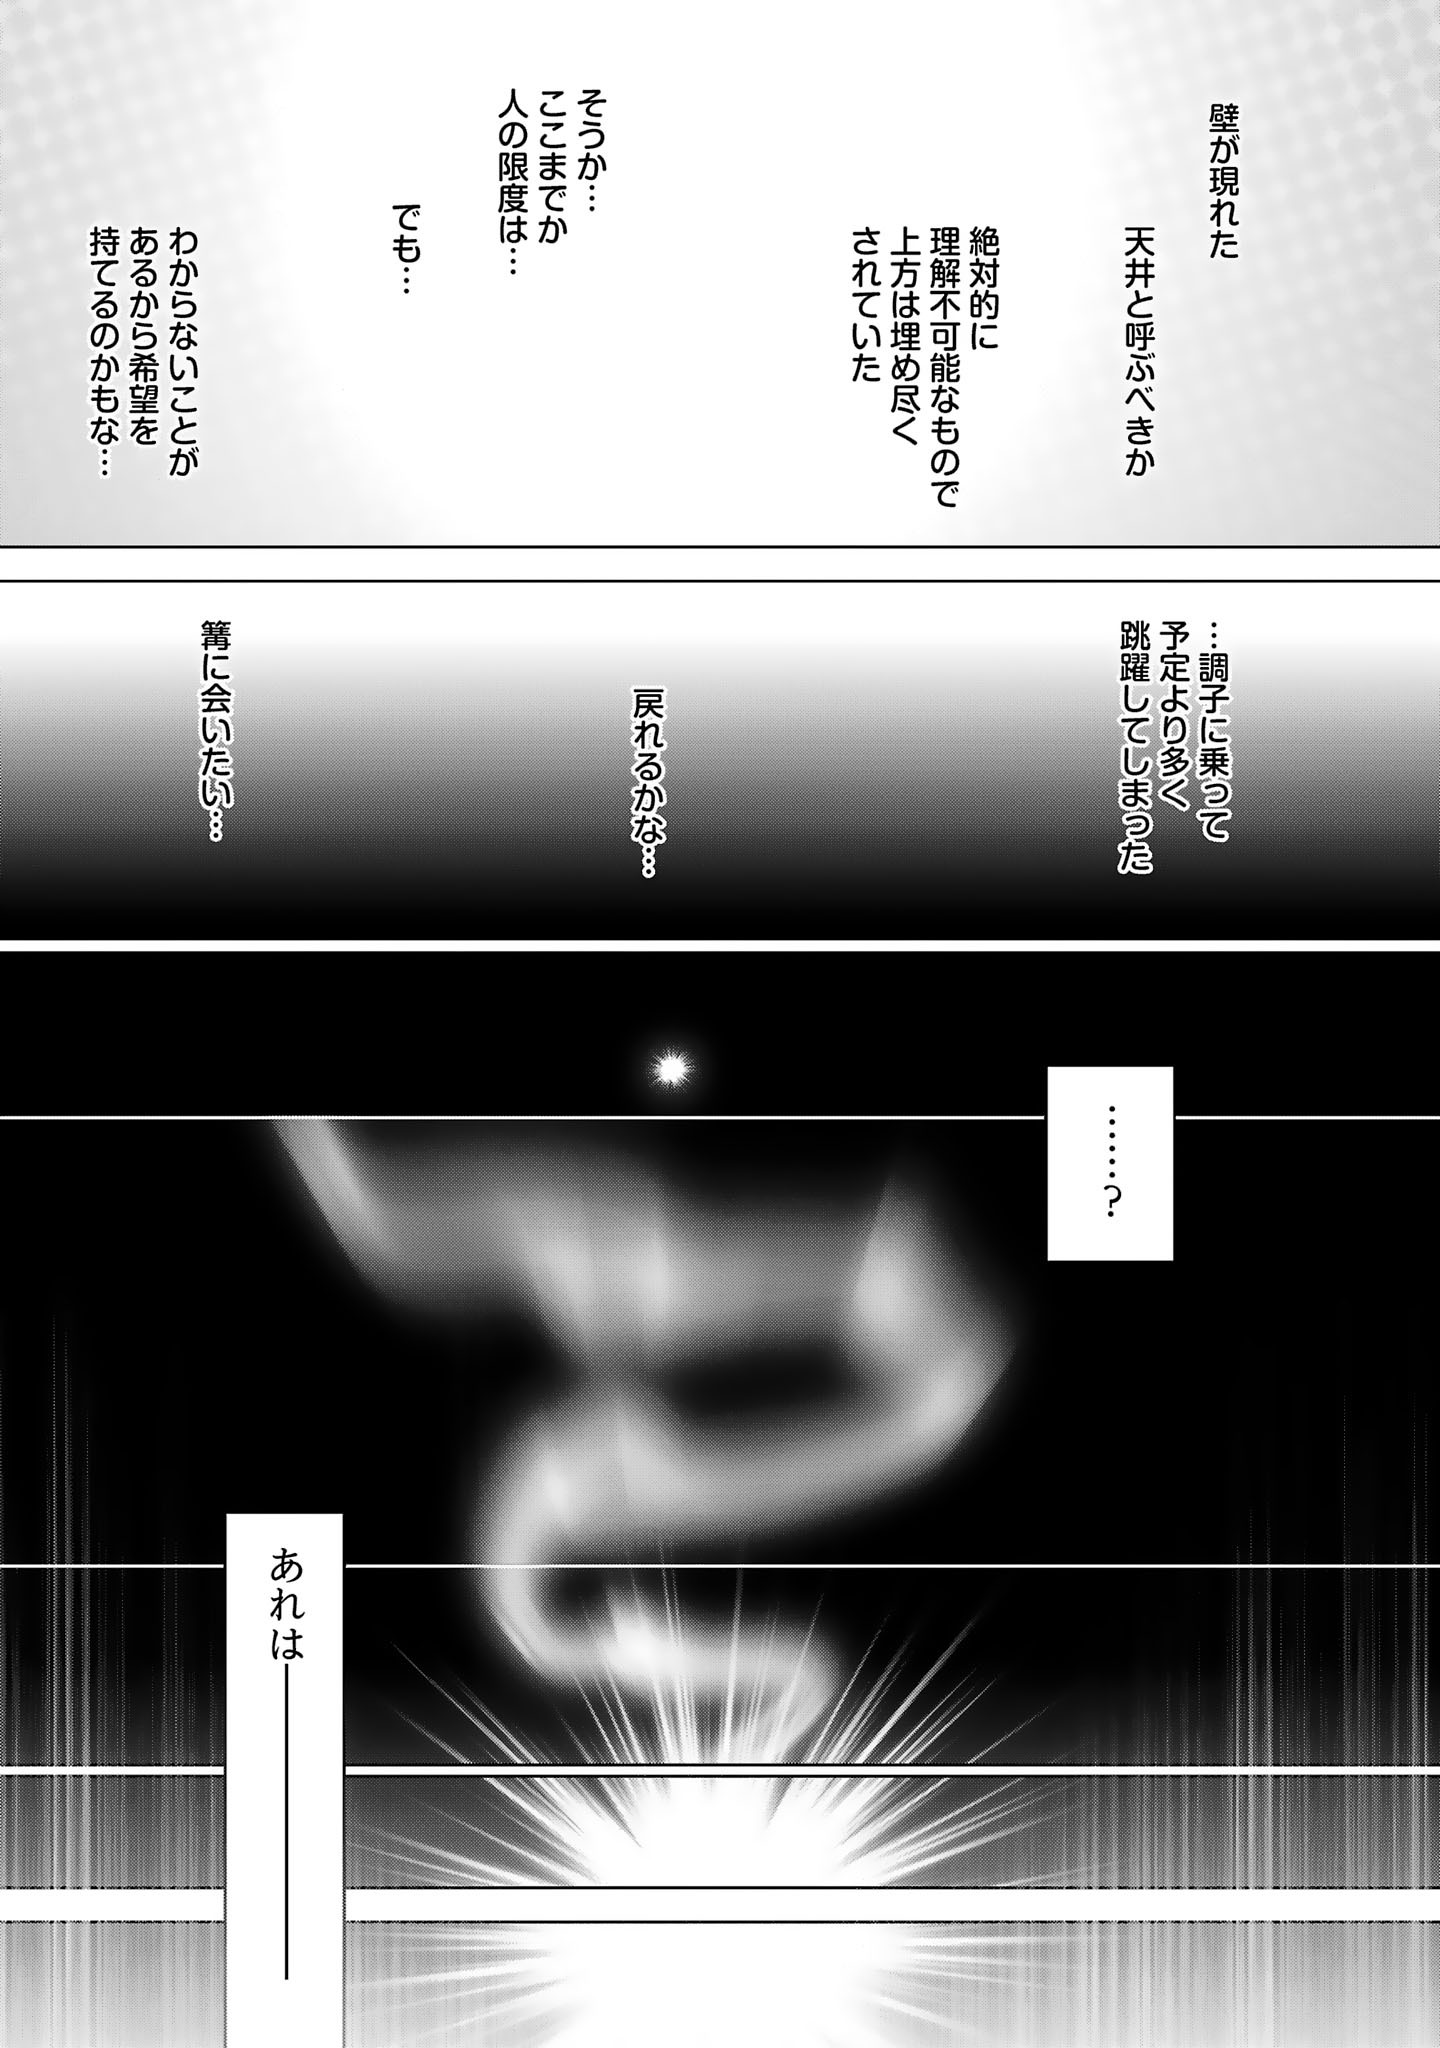 壁が現れた
天井と呼ぶべきか
絶対的に
理解不可能なもので
上方は埋め尽く
されていた
そうか…
ここまでか
人の限度は…
でも…
わからないことが
あるから希望を
持てるのかもな…
…調子に乗って
予定より多く
跳躍してしまった
戻れるかな…
篝に会いたい…
……?
あれは――